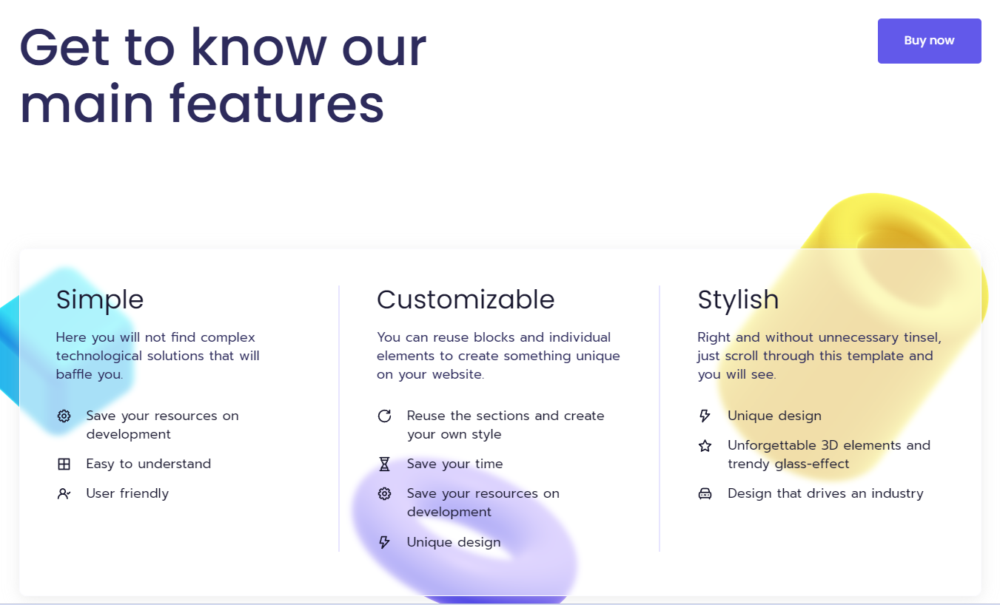 Get to know our
main features
Buy now
Simple
Here you will not find complex
technological solutions that will
baffle you.
Save your resources on
development
Easy to understand
User friendly
Customizable
You can reuse blocks and individual
elements to create something unique
on your website.
Reuse the sections and create
your own style
Save your time
Save your resources on
development
Unique design
Stylish
Right and without unnecessary tinsel,
just scroll through this template and
you will see.
Unique design
Unforgettable 3D elements and
trendy glass-effect
Design that drives an industry